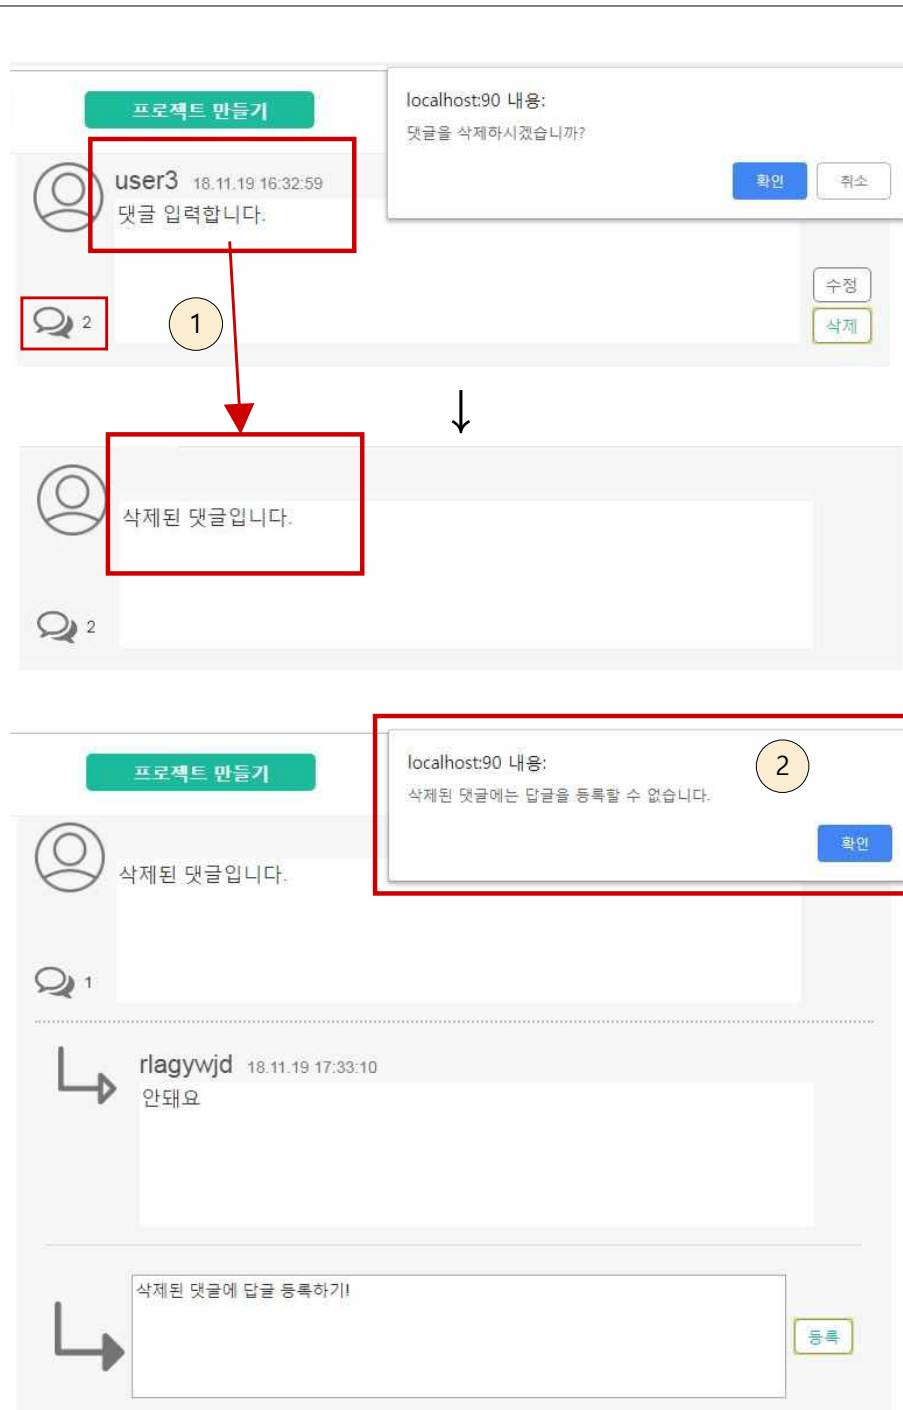 프로젝트 만들기
localhost:90 내용:
댓글을 삭제하시겠습니까?
확인
취소
user3 18.11.19 16:32:59
댓글 입력합니다.
수정
2
1
삭제
↓
삭제된 댓글입니다.
2
프로젝트 만들기
localhost:90 내용:
2
삭제된 댓글에는 답글을 등록할 수 없습니다.
확인
삭제된 댓글입니다.
1
rlagywjd 18.11.19 17:33:10
안돼요
삭제된 댓글에 답글 등록하기!
등록